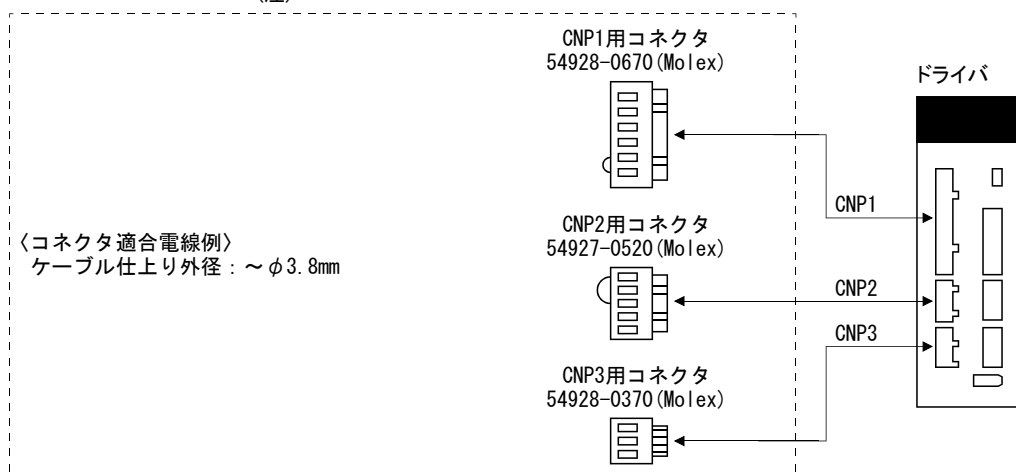 CNP1用コネクタ
54928-0670(Molex)
ドライバ
CNP1
CNP2用コネクタ
54927-0520(Molex)
〈コネクタ適合電線例〉
ケーブル仕上り外径：～φ3.8mm
CNP2
CNP3
CNP3用コネクタ
54928-0370(Molex)